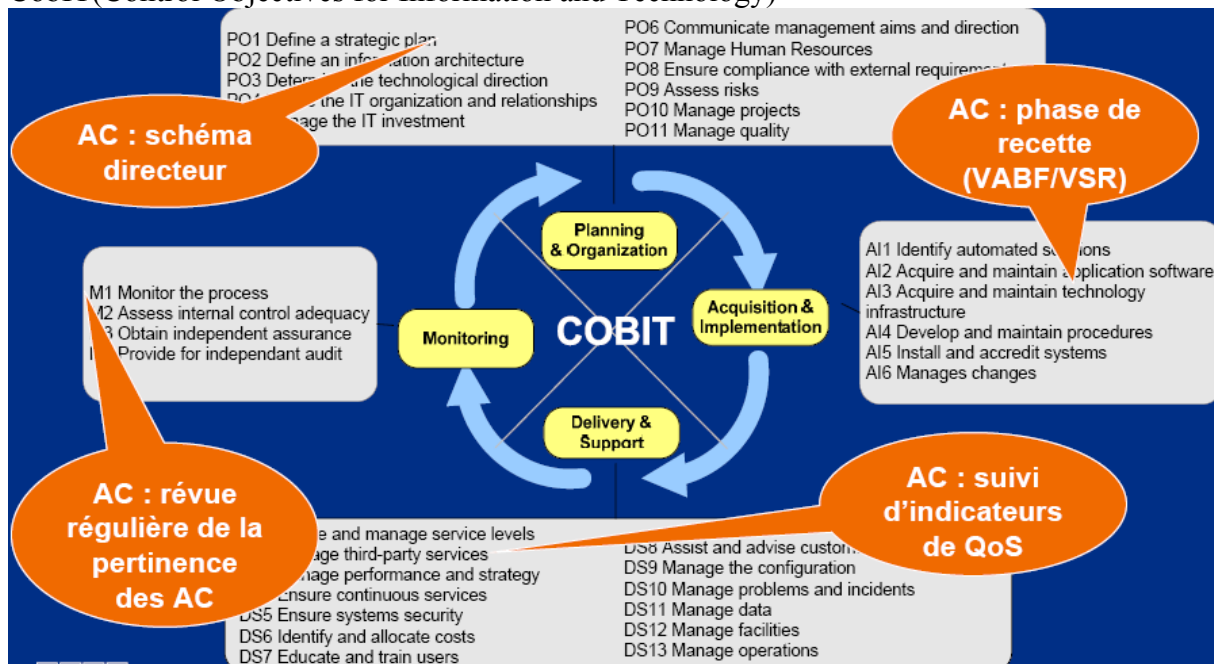 CobiT(Control Objectives for Information and Technology)
PO1 Define a strategic plan
PO2 Define an information architecture
PO3 Determine the technological direction
the IT organization and relationships
the IT investment
PO6 Communicate management aims and direction
PO7 Manage Human Resources
PO8 Ensure compliance with external requirement
PO9 Assess risks
PO10 Manage projects
PO11 Manage quality
AC : schéma
directeur
AC : phase de
recette
(VABF/VSR)
Planning
& Organization
M1 Monitor the process
M2 Assess internal control adequacy
Obtain independent assurance
Provide for independant audit
Monitoring
COBIT
Acquisition &
Implementation
AI1 Identify automated solutions
AI2 Acquire and maintain application software
AI3 Acquire and maintain technology
infrastructure
AI4 Develop and maintain procedures
AI5 Install and accredit systems
AI6 Manages changes
Delivery &
Support
AC : révue
régulière de la
pertinence
des AC
AC : suivi
d'indicateurs
de QoS
and manage service levels
third-party services
performance and strategy
Ensure continuous services
DS5 Ensure systems security
DS6 Identify and allocate costs
DS7 Educate and train users
DS8 Assist and advise
DS9 Manage the configuration
DS10 Manage problems and incidents
DS11 Manage data
DS12 Manage facilities
DS13 Manage operations